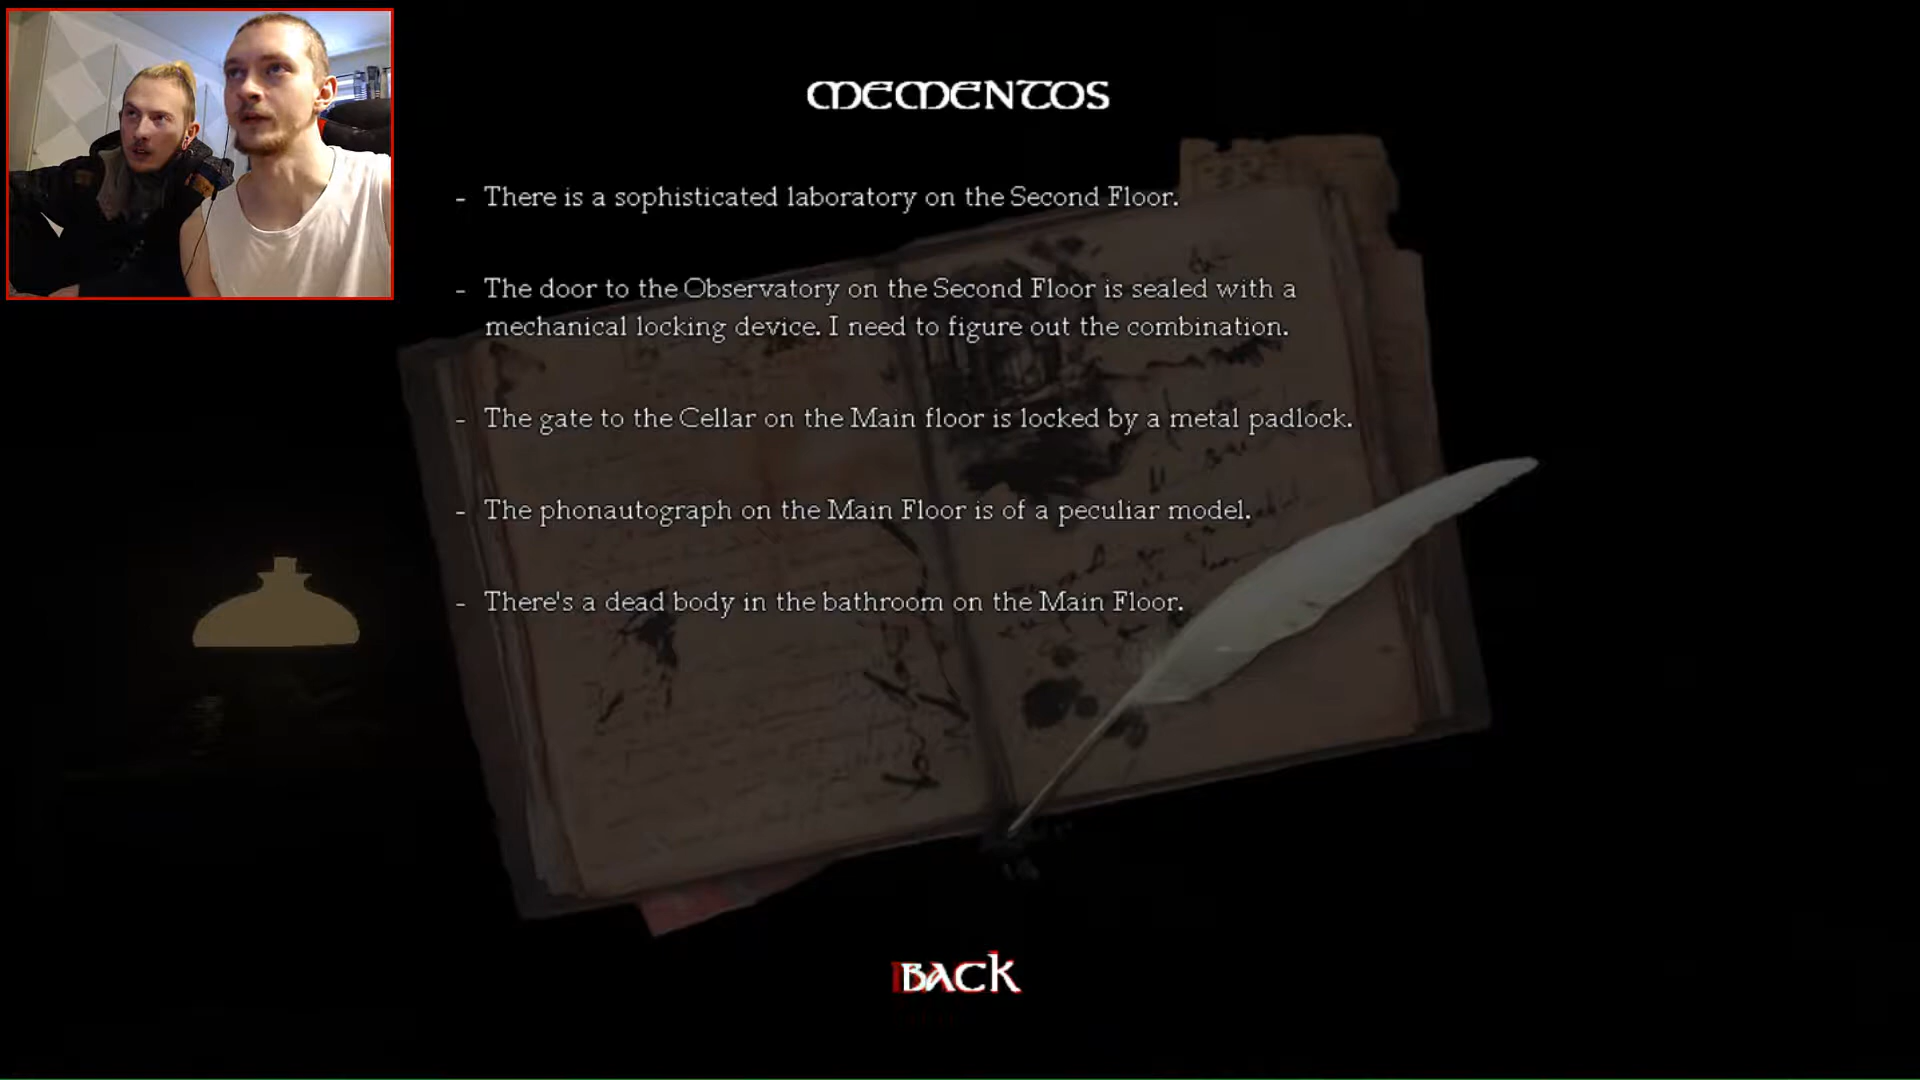 MEMENTOS
- There is a sophisticated laboratory on the Second Floor.
- The door to the Observatory on the Second Floor is sealed with a
mechanical locking device. I need to figure out the combination.
- The gate to the Cellar on the Main floor is locked by a metal padlock.
- The phonautograph on the Main Floor is of a peculiar model.
- There's a dead body in the bathroom on the Main Floor.
BACK